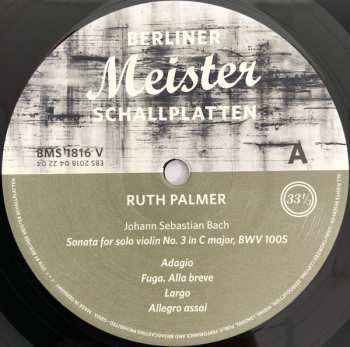 BERLINER
Meister
SCHALLPLATTEN
BMS 1816 V
EBS 2018 04 22 04
A
RUTH PALMER
33⅓
Johann Sebastian Bach
Sonata for solo violin No. 3 in C major, BWV 1005
Adagio
Fuga. Alla breve
Largo
Allegro assai